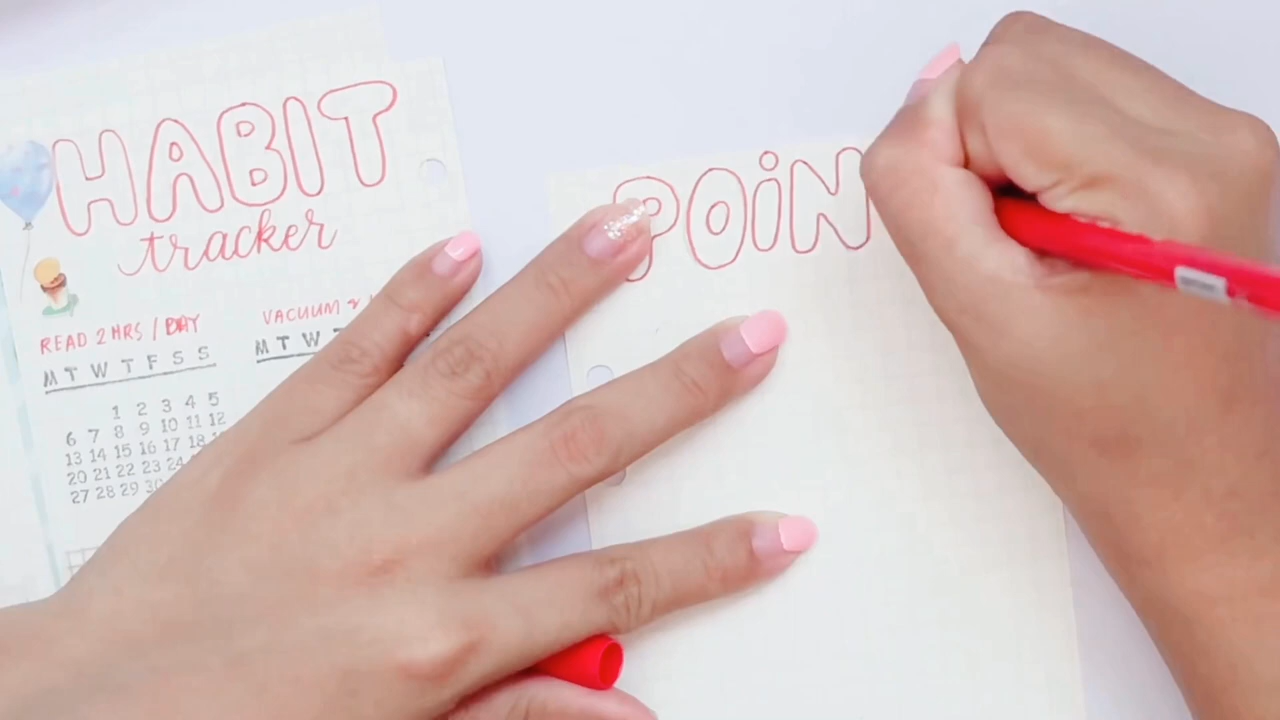 HABIT
tracker
READ 2 HRS / DAY
M T W T F S S
1 2 3 4 5
6 7 8 9 10 11 12
13 14 15 16 17 18
20 21 22 23 24
27 28 29 30
VACUUM &
M T W T
POiN